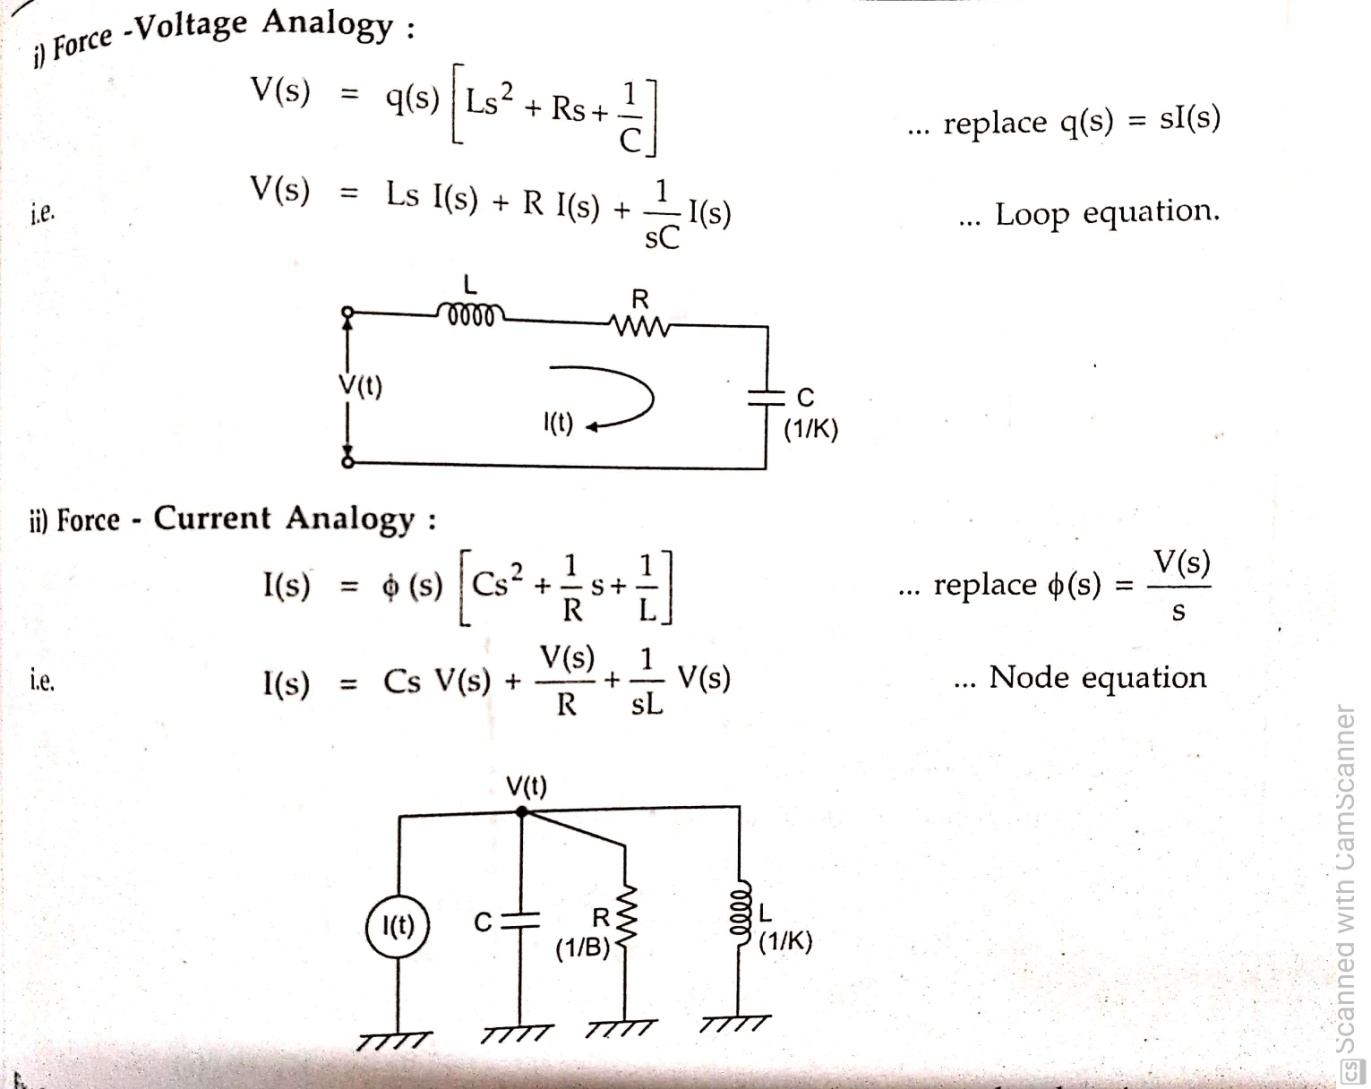 i) Force -Voltage Analogy :
V(s) = q(s) [Ls² + Rs + 1/C] ... replace q(s) = sI(s)
i.e. V(s) = Ls I(s) + R I(s) + 1/sC I(s) ... Loop equation.
L
R
V(t)
I(t)
C
(1/K)
ii) Force - Current Analogy :
I(s) = ϕ (s) [Cs² + 1/R s + 1/L] ... replace ϕ(s) = V(s)/s
i.e. I(s) = Cs V(s) + V(s)/R + 1/sL V(s) ... Node equation
V(t)
I(t)
C
R
(1/B)
L
(1/K)
CS Scanned with CamScanner